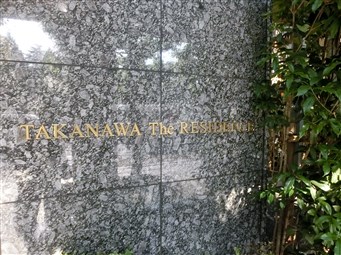 TAKANAWA The RESIDENCE